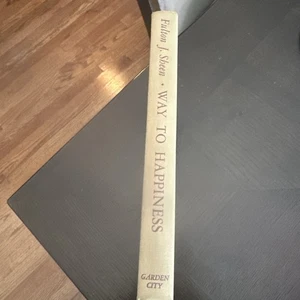 Fulton J. Sheen • WAY TO HAPPINESS
GARDEN
CITY